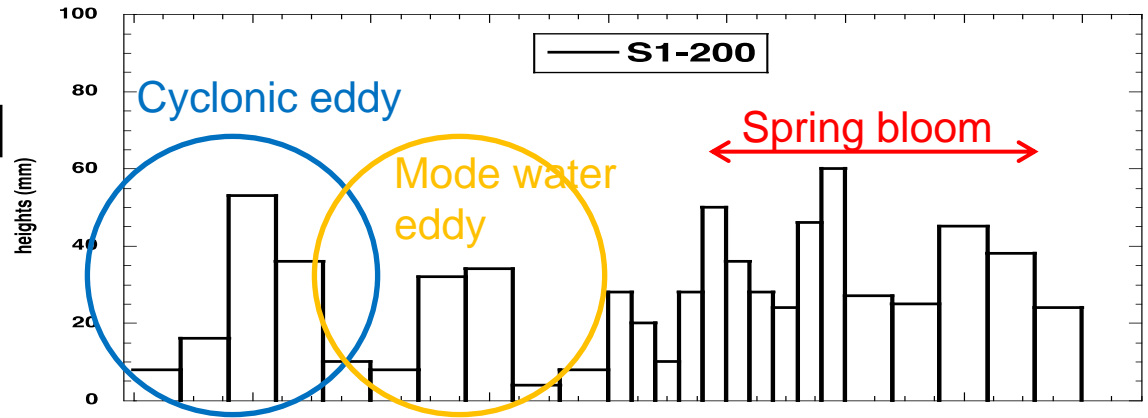 100
S1-200
80
Cyclonic eddy
Spring bloom
60
Mode water
eddy
heights (mm)
40
20
0